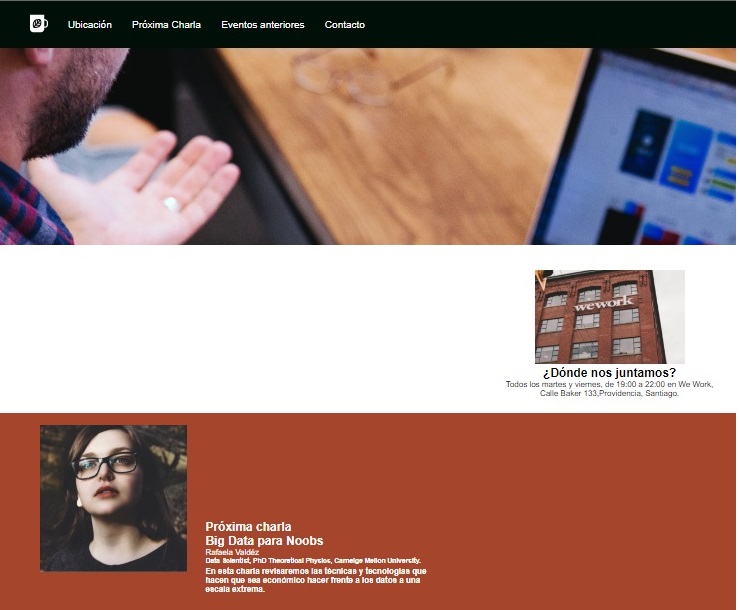 Ubicación Próxima Charla Eventos anteriores Contacto
wework
¿Dónde nos juntamos?
Todos los martes y viernes, de 19:00 a 22:00 en We Work,
Calle Baker 133,Providencia, Santiago.
Próxima charla
Big Data para Noobs
Rafaela Valdéz
Data Scientist, PhD Theoretical Physics, Carneige Mellon University.
En esta charla revisaremos las técnicas y tecnologías que
hacen que sea económico hacer frente a los datos a una
escala extrema.